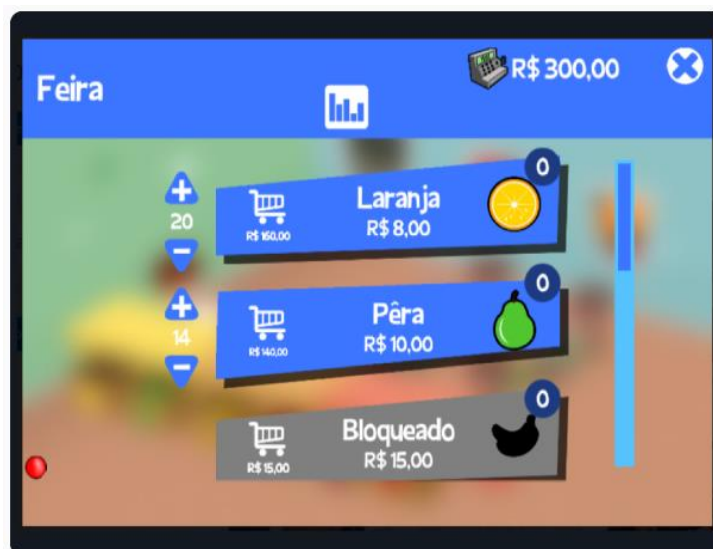 Feira
R$ 300,00
0
Laranja
R$ 8,00
R$ 160,00
20
0
Pêra
R$ 10,00
R$ 140,00
14
0
Bloqueado
R$ 15,00
R$ 15,00